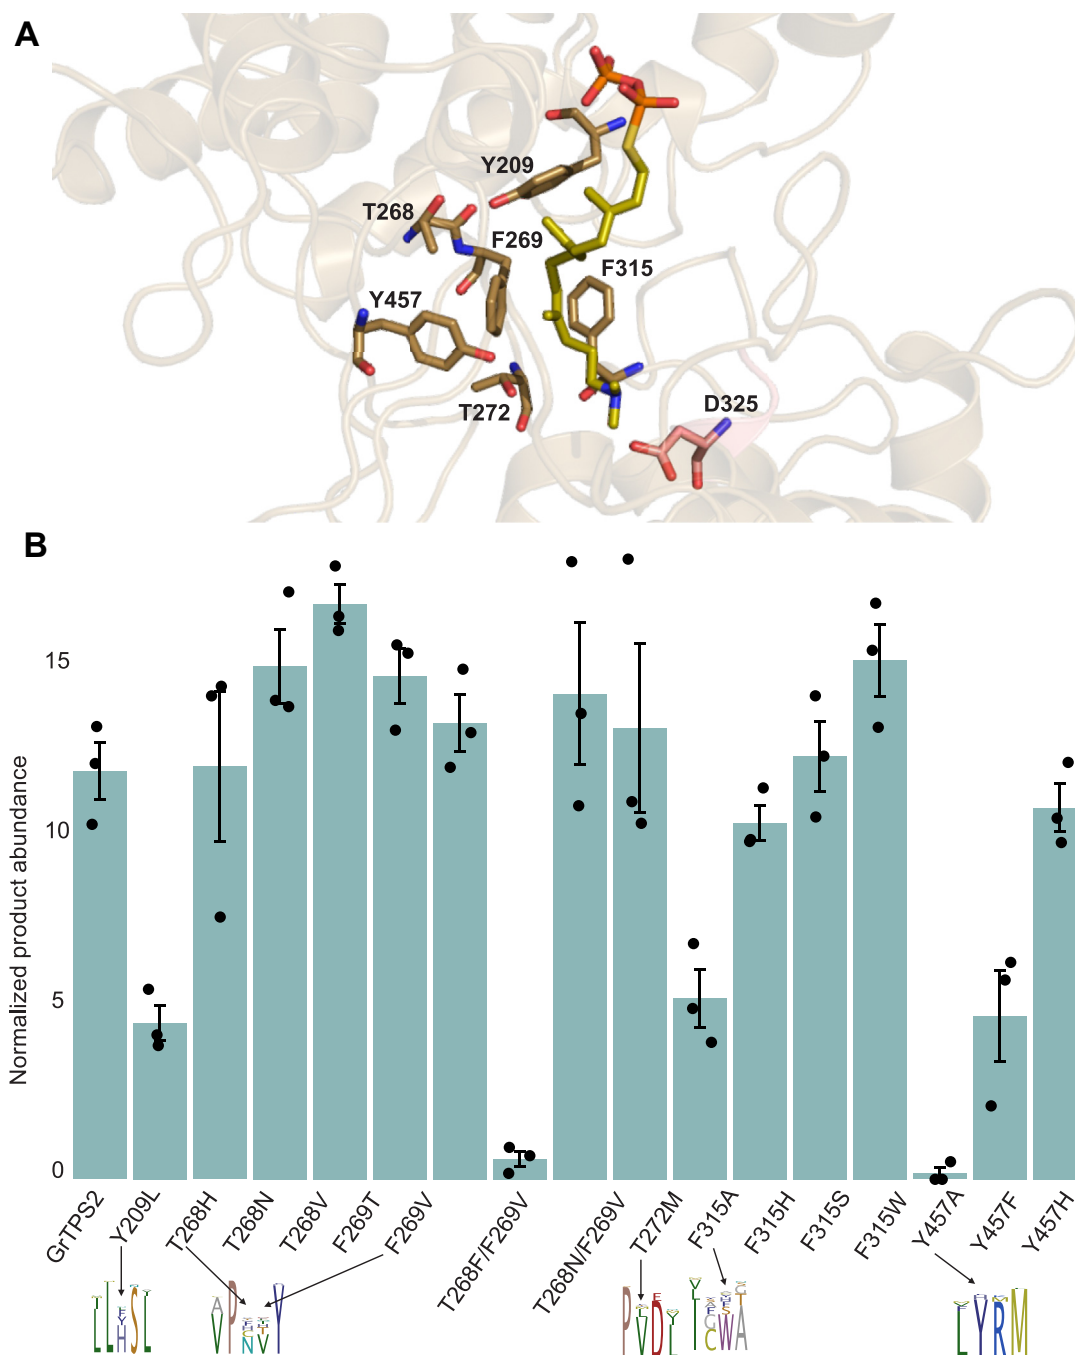 A
Y209
T268
F269
F315
Y457
T272
D325
B
Normalized product abundance
15
10
5
0
GrTPS2
Y209L
T268H
T268N
T268V
F269T
F269V
T268F/F269V
T268N/F269V
T272M
F315A
F315H
F315S
F315W
Y457A
Y457F
Y457H